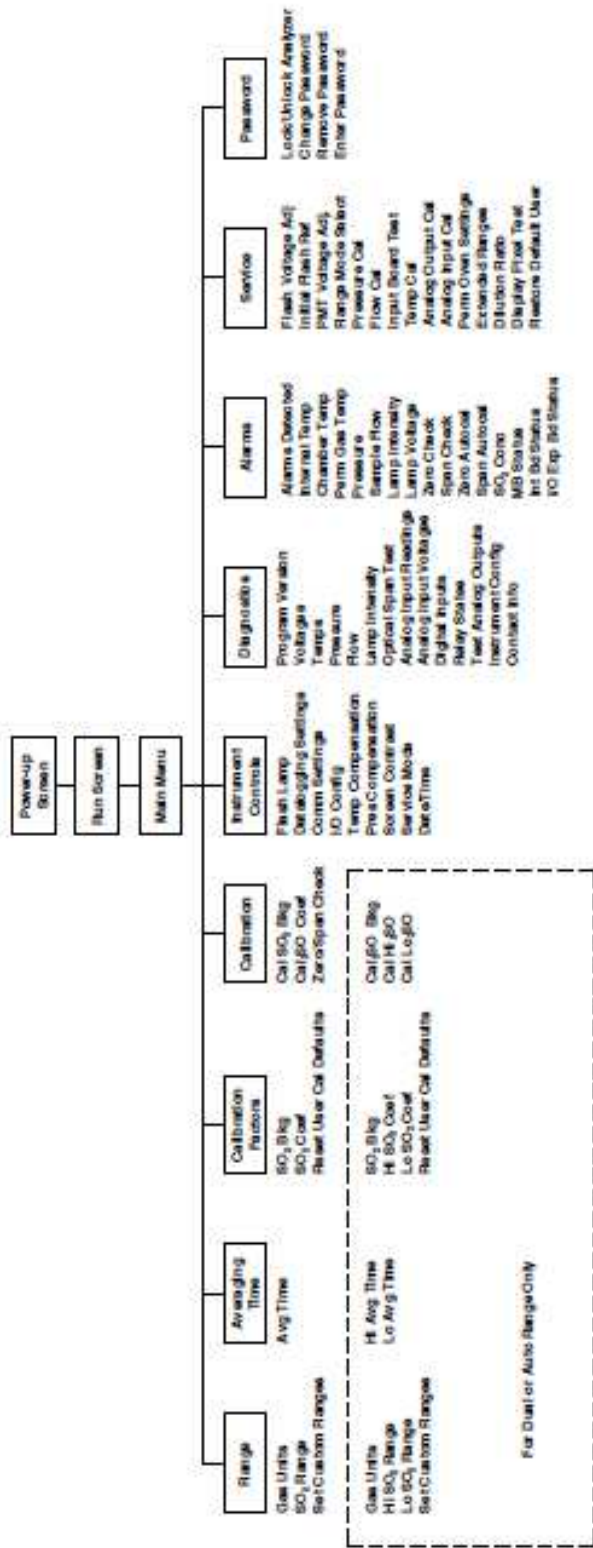 Power-up
Screen
Run Screen
Main Menu
Range
Gas Units
SO₂ Range
Set Custom Ranges
Averaging
Time
Avg Time
Calibration
Factors
SO₂ Bkg
SO₂ Coef
Reset User Cal Defaults
Calibration
Cal SO₂ Bkg
Cal₂SO Coef
Zero/Span Check
Instrument
Controls
Flash Lamp
Datalogging Settings
Comm Settings
I/O Config
Temp Compensation
Pres Compensation
Screen Contrast
Service Mode
Date/Time
Diagnostics
Program Version
Voltages
Temps
Pressure
Flow
Lamp Intensity
Optical Span Test
Analog Input Readings
Analog Input Voltages
Digital Inputs
Relay States
Test Analog Outputs
Instrument Config
Contact Info
Alarms
Alarms Detected
Internal Temp
Chamber Temp
Perm Gas Temp
Pressure
Sample Flow
Lamp Intensity
Lamp Voltage
Zero Check
Span Check
Zero Autocal
Span Autocal
SO₂ Conc
MB Status
Int Bd Status
I/O Exp Bd Status
Service
Flash Voltage Adj
Initial Flash Ref
PMT Voltage Adj
Range Mode Select
Pressure Cal
Flow Cal
Input Board Test
Temp Cal
Analog Output Cal
Analog Input Cal
Perm Oven Settings
Extended Ranges
Dilution Ratio
Display Pixel Test
Restore Default User
Password
Lock/Unlock Analyzer
Change Password
Remove Password
Enter Password
Gas Units
Hi SO₂ Range
Lo SO₂ Range
Set Custom Ranges
Hi Avg Time
Lo Avg Time
SO₂ Bkg
Hi SO₂ Coef
Lo SO₂ Coef
Reset User Cal Defaults
Cal₂SO Bkg
Cal Hi₂SO
Cal Lo₂SO
For Dual or Auto Range Only